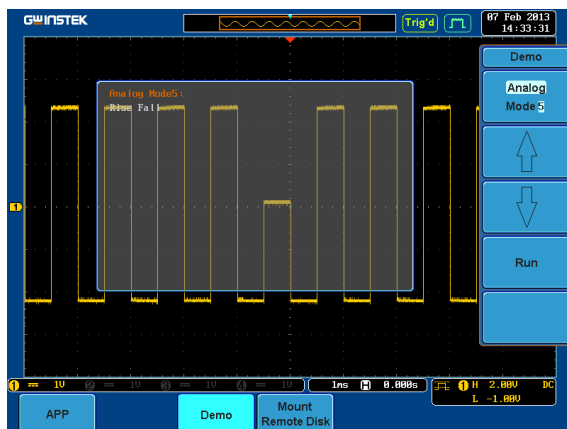 GWINSTEK
Trig'd
07 Feb 2013
14:33:31
Demo
Analog
Mode 5
Analog Mode5:
Rise Fall
1
Run
1 1V 2 1V 3 1V 4 1V
1ms H 0.000s
1 H 2.00V DC
L -1.00V
APP
Demo
Mount
Remote Disk